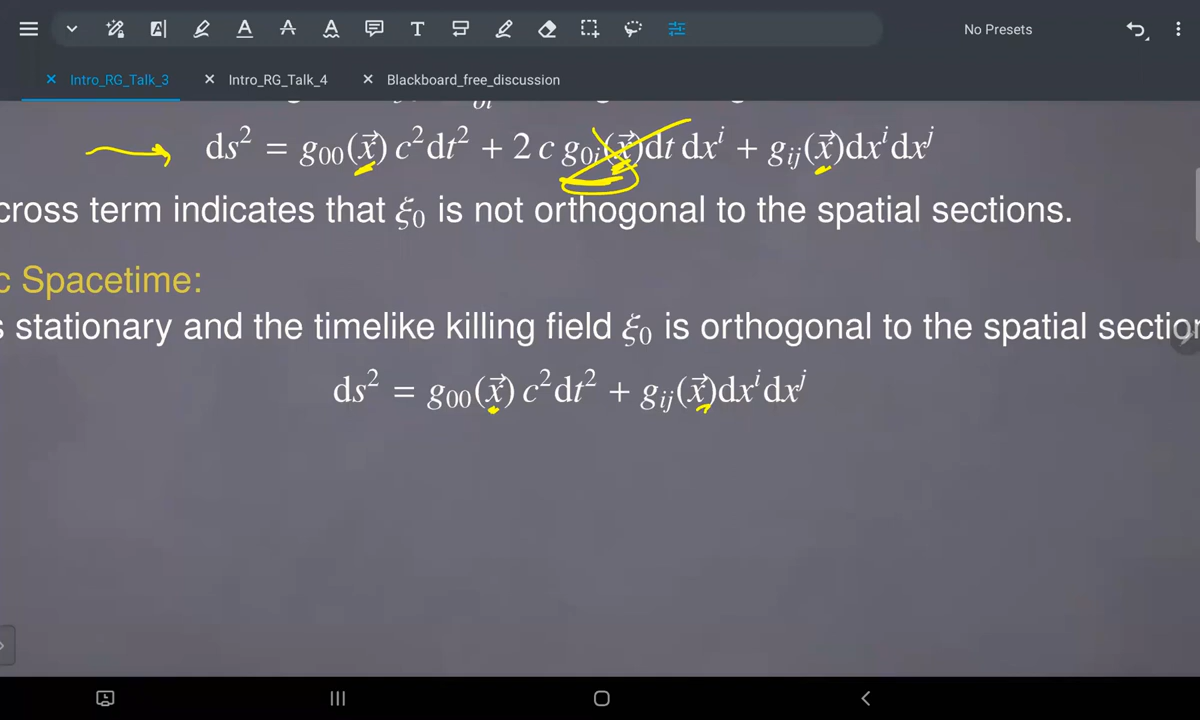 No Presets
Intro_RG_Talk_3 Intro_RG_Talk_4 Blackboard_free_discussion
ds² = g₀₀(x⃗) c²dt² + 2 c g₀ᵢ(x⃗)dt dxⁱ + gᵢⱼ(x⃗)dxⁱdxʲ
cross term indicates that ξ₀ is not orthogonal to the spatial sections.
c Spacetime:
s stationary and the timelike killing field ξ₀ is orthogonal to the spatial section
ds² = g₀₀(x⃗) c²dt² + gᵢⱼ(x⃗)dxⁱdxʲ